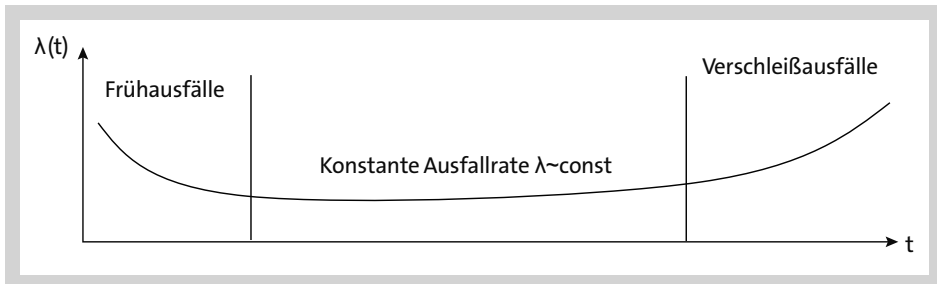 λ(t)
Frühausfälle
Verschleißausfälle
Konstante Ausfallrate λ~const
t